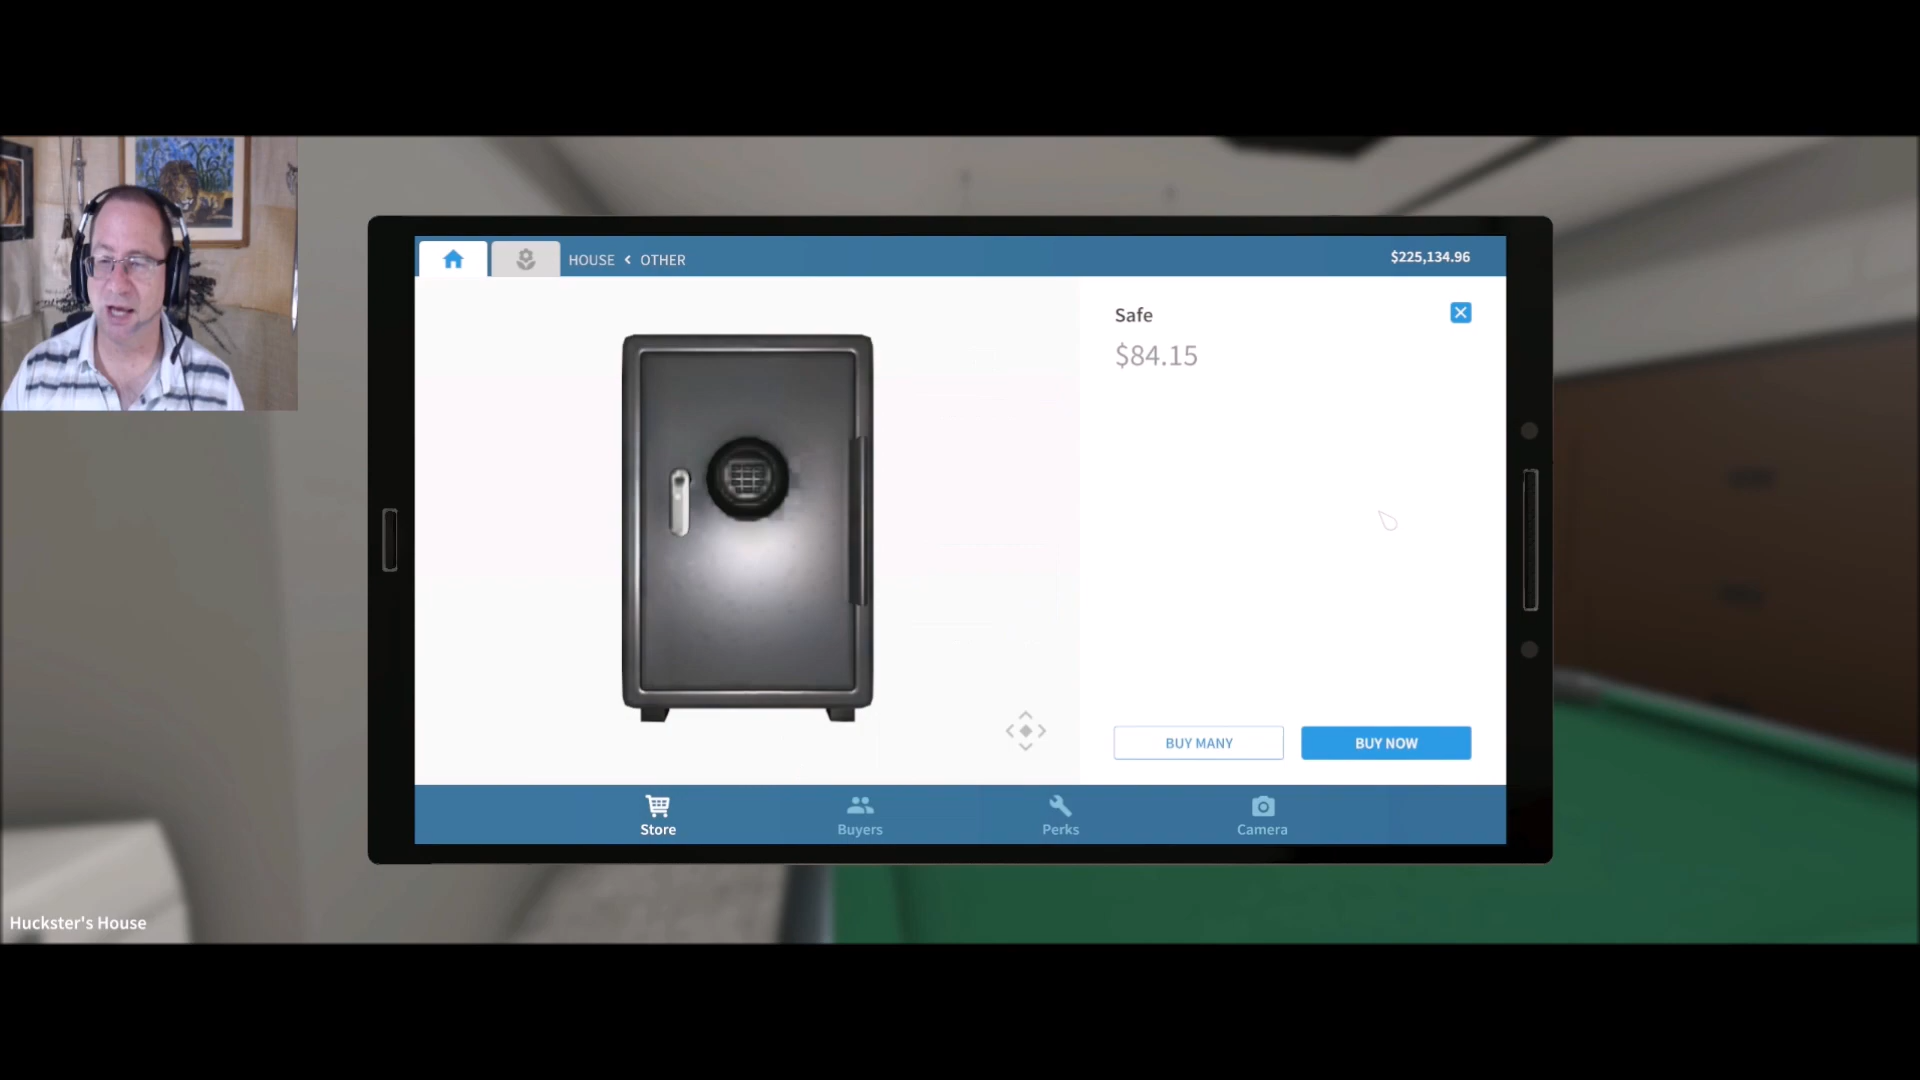 HOUSE < OTHER
$225,134.96
Safe
$84.15
BUY MANY
BUY NOW
Store
Buyers
Perks
Camera
Huckster's House